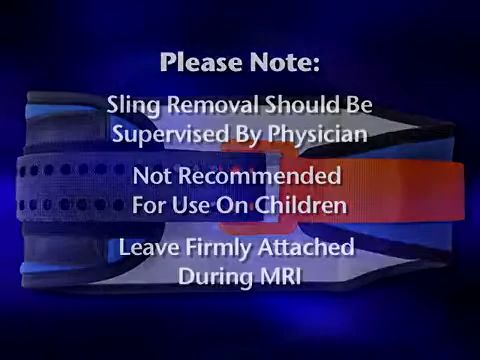 Please Note:
Sling Removal Should Be
Supervised By Physician
Not Recommended
For Use On Children
Leave Firmly Attached
During MRI